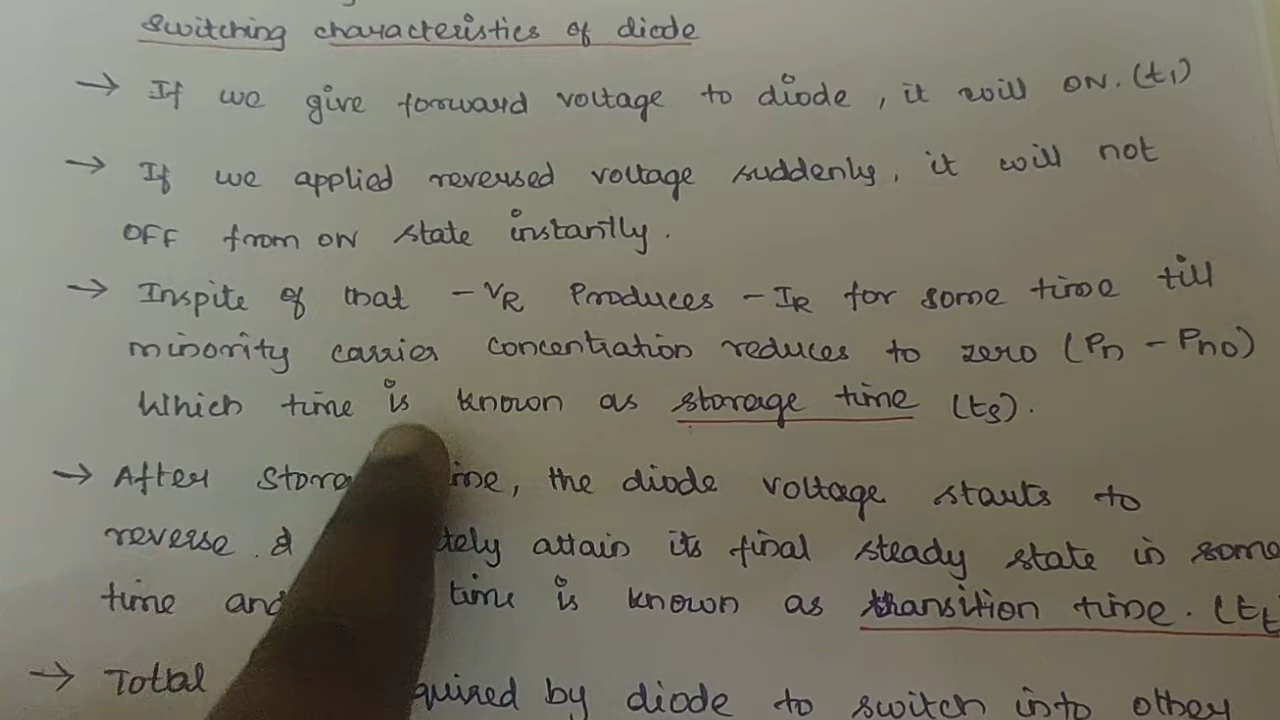 Switching characteristics of diode
→ If we give forward voltage to diode, it will ON. (t1)
→ If we applied reversed voltage suddenly, it will not
OFF from ON state instantly.
→ Inspite of that -VR Produces -IR for some time till
minority carrier concentration reduces to zero (Pn - Pno)
Which time is known as storage time (ts).
→ After the diode voltage starts to
reverse. & attain its final steady state in some
time and time is known as transition time. (tt
→ Total by diode to switch into other